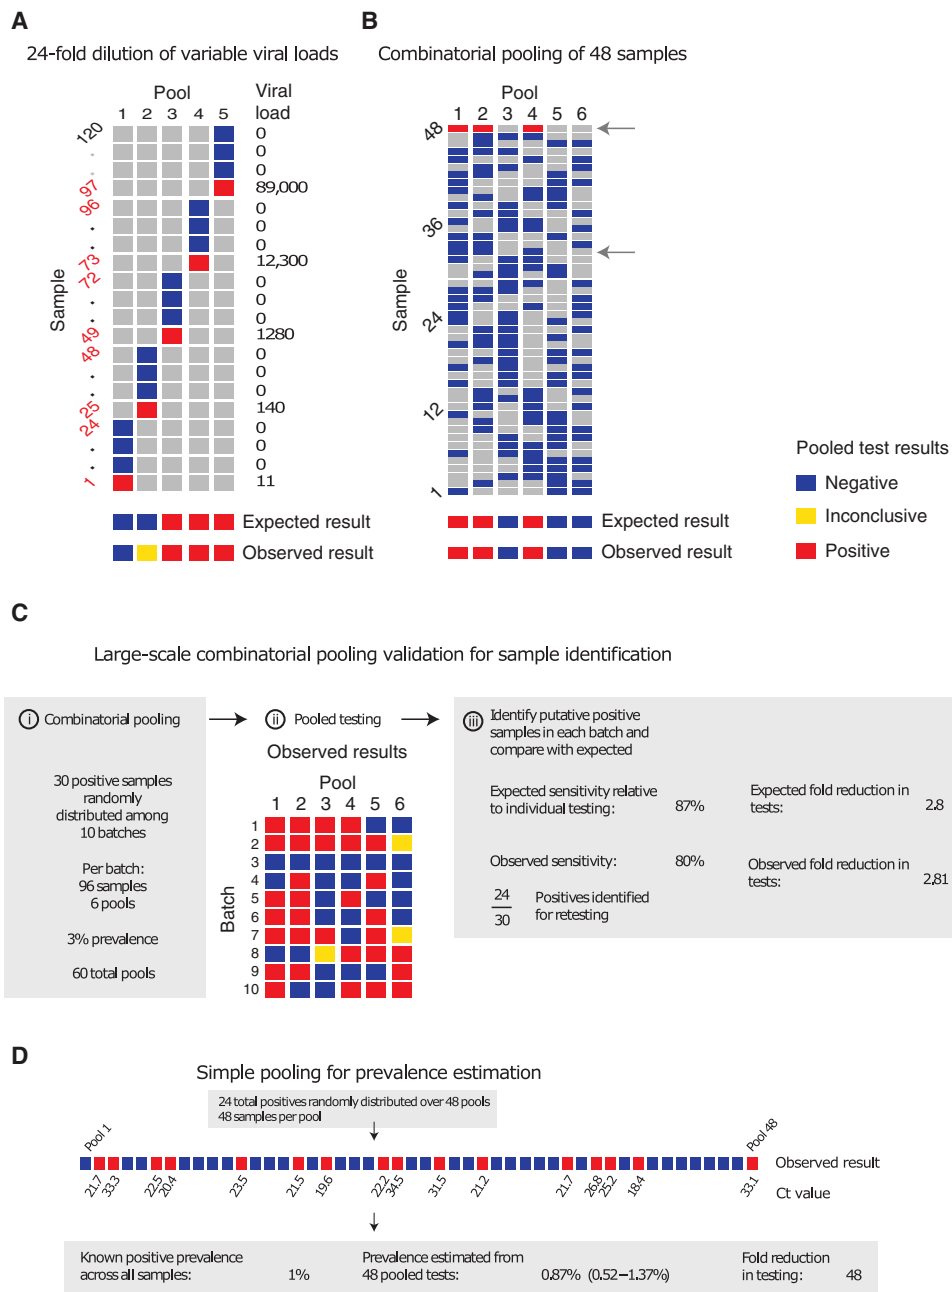 A
24-fold dilution of variable viral loads
Pool
Viral
load
1 2 3 4 5
Sample
120 0
. 0
. 0
97 89,000
96 0
. 0
. 0
73 12,300
72 0
. 0
. 0
49 1280
48 0
. 0
. 0
25 140
24 0
. 0
. 0
1 11
Expected result
Observed result
B
Combinatorial pooling of 48 samples
Pool
1 2 3 4 5 6
Sample
48
36
24
12
1
Expected result
Observed result
Pooled test results
Negative
Inconclusive
Positive
C
Large-scale combinatorial pooling validation for sample identification
i Combinatorial pooling
30 positive samples
randomly
distributed among
10 batches
Per batch:
96 samples
6 pools
3% prevalence
60 total pools
ii Pooled testing
Observed results
Pool
1 2 3 4 5 6
Batch
1
2
3
4
5
6
7
8
9
10
iii Identify putative positive
samples in each batch and
compare with expected
Expected sensitivity relative
to individual testing: 87%
Expected fold reduction in
tests: 2.8
Observed sensitivity: 80%
24
30
Positives identified
for retesting
Observed fold reduction in
tests: 2.81
D
Simple pooling for prevalence estimation
24 total positives randomly distributed over 48 pools
48 samples per pool
Pool 1
Pool 48
Observed result
21.7 33.3 22.5 20.4 23.5 21.5 19.6 22.2 34.5 31.5 21.2 21.7 26.8 25.2 18.4 33.1
Ct value
Known positive prevalence
across all samples: 1%
Prevalence estimated from
48 pooled tests: 0.87% (0.52–1.37%)
Fold reduction
in testing: 48